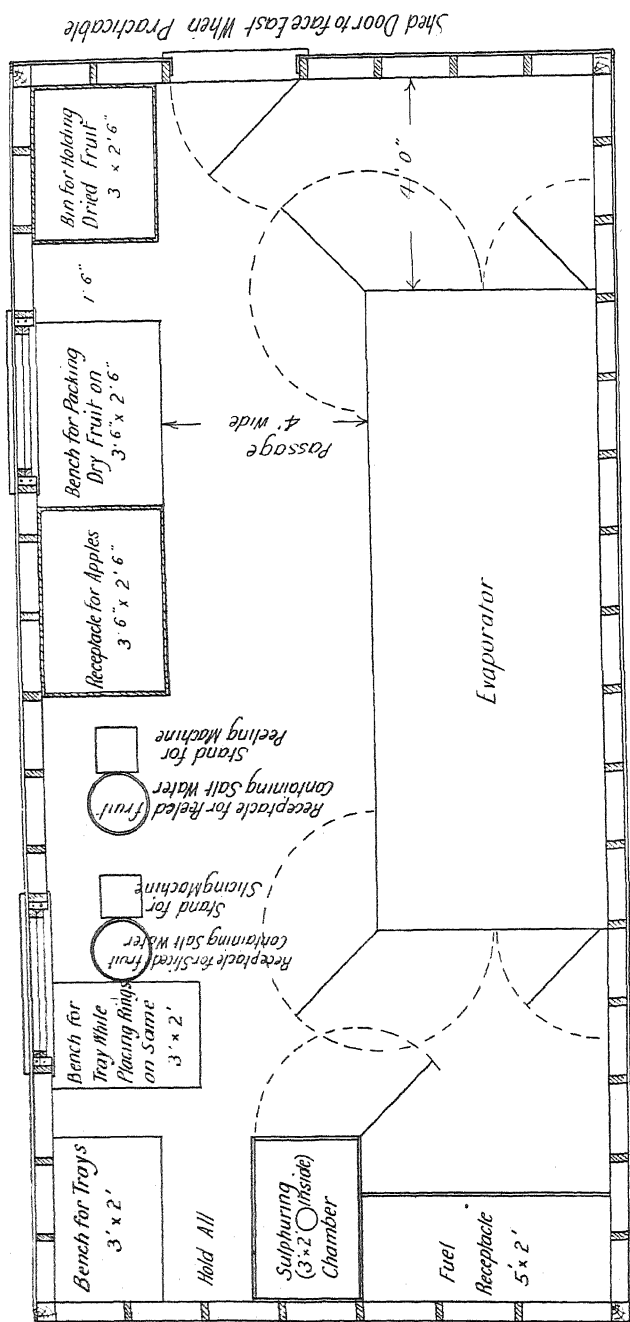 Shed Door to face East When Practicable
Bin for Holding
Dried Fruit
3 x 2'6"
1' 6"
4' 0"
Bench for Packing
Dry Fruit on
3' 6" x 2' 6"
Passage
4' wide
Receptacle for Apples
3' 6" x 2' 6"
Evaporator
Stand for
Peeling Machine
Receptacle for Peeled Fruit
Containing Salt Water
Stand for
Slicing Machine
Receptacle for Sliced Fruit
Containing Salt Water
Bench for
Tray While
Placing Rings
on Same
3' x 2'
Bench for Trays
3' x 2'
Hold All
Sulphuring
(3' x 2' Inside)
Chamber
Fuel
Receptacle
5' x 2'